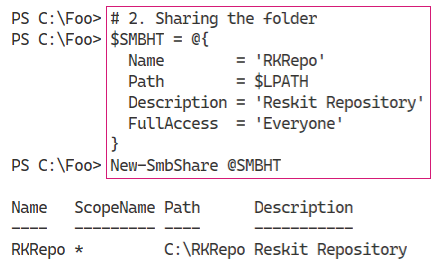 PS C:\Foo> # 2. Sharing the folder
PS C:\Foo> $SMBHT = @{
  Name        = 'RKRepo'
  Path        = $LPATH
  Description = 'Reskit Repository'
  FullAccess  = 'Everyone'
}
PS C:\Foo> New-SmbShare @SMBHT
Name   ScopeName Path      Description
----   --------- ----      -----------
RKRepo *         C:\RKRepo Reskit Repository